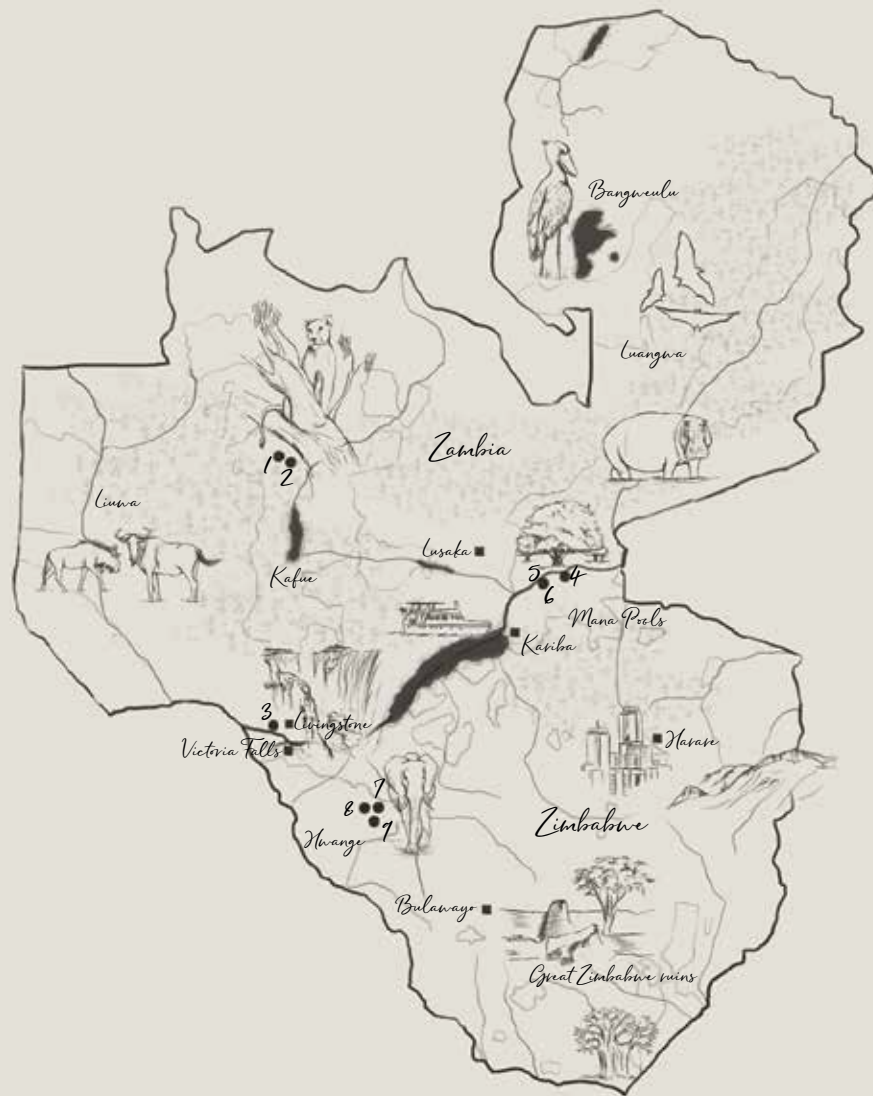 Bangweulu
Luangwa
Zambia
1
2
Liuwa
Lusaka
Kafue
5
4
6
Mana Pools
Kariba
3
Livingstone
Victoria Falls
Harare
7
8
9
Hwange
Zimbabwe
Bulawayo
Great Zimbabwe ruins